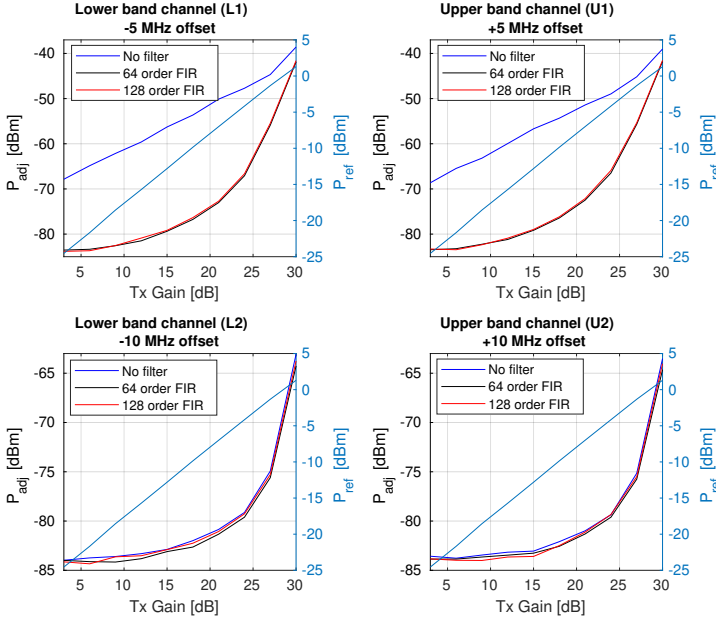 Lower band channel (L1)
-5 MHz offset
No filter
64 order FIR
128 order FIR
-40
-50
-60
-70
-80
P_adj [dBm]
5
0
-5
-10
-15
-20
-25
P_ref [dBm]
5 10 15 20 25 30
Tx Gain [dB]
Upper band channel (U1)
+5 MHz offset
No filter
64 order FIR
128 order FIR
-40
-50
-60
-70
-80
P_adj [dBm]
5
0
-5
-10
-15
-20
-25
P_ref [dBm]
5 10 15 20 25 30
Tx Gain [dB]
Lower band channel (L2)
-10 MHz offset
No filter
64 order FIR
128 order FIR
-65
-70
-75
-80
-85
P_adj [dBm]
5
0
-5
-10
-15
-20
-25
P_ref [dBm]
5 10 15 20 25 30
Tx Gain [dB]
Upper band channel (U2)
+10 MHz offset
No filter
64 order FIR
128 order FIR
-65
-70
-75
-80
-85
P_adj [dBm]
5
0
-5
-10
-15
-20
-25
P_ref [dBm]
5 10 15 20 25 30
Tx Gain [dB]